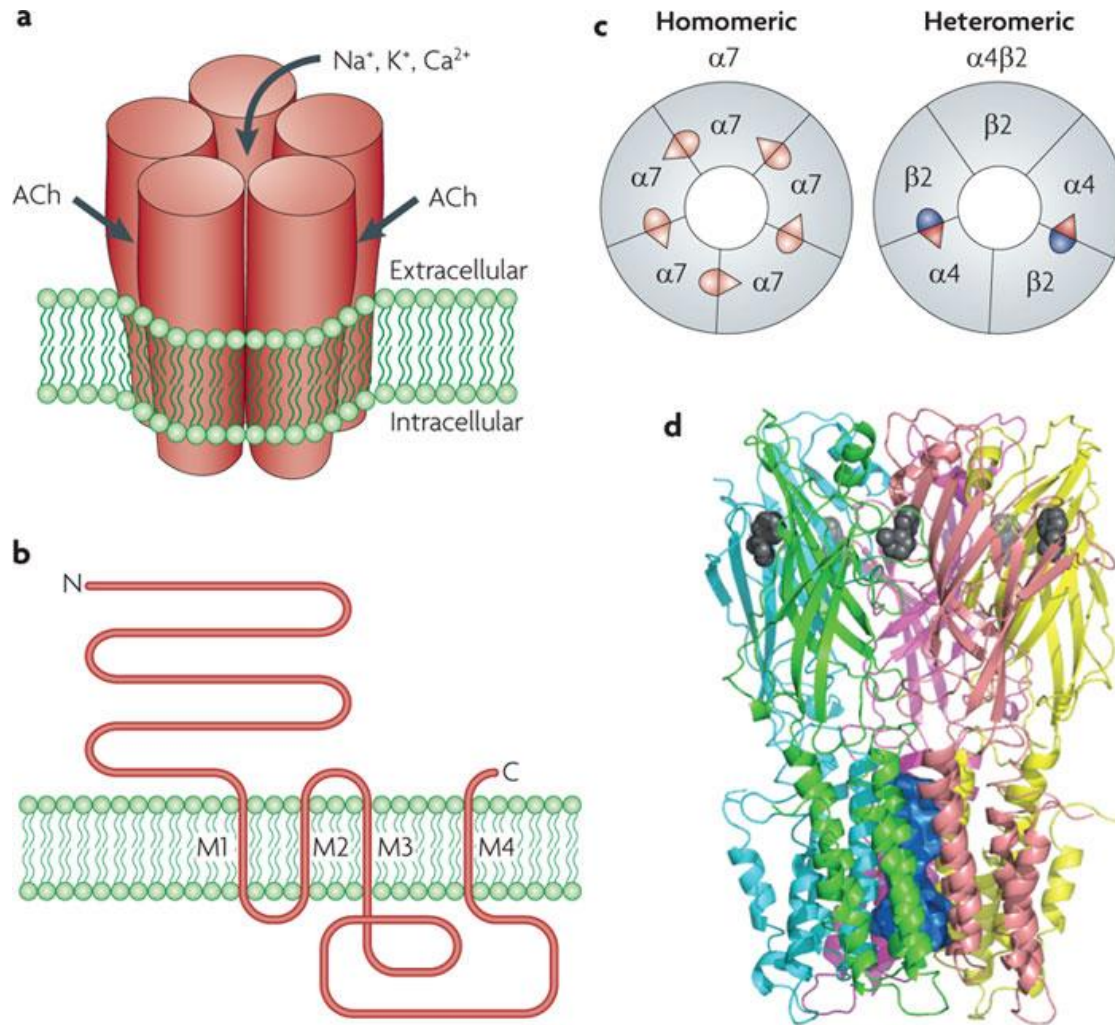 a
Na⁺, K⁺, Ca²⁺
ACh
ACh
Extracellular
Intracellular
b
N
C
M1
M2
M3
M4
c
Homomeric
α7
α7
α7
α7
α7
α7
Heteromeric
α4β2
β2
β2
α4
α4
β2
d